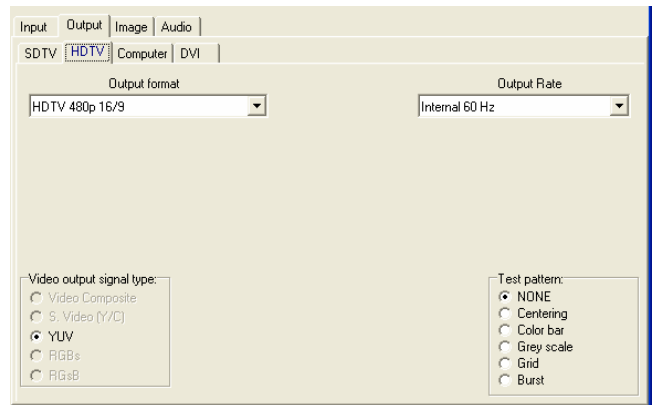 Input Output Image Audio
SDTV HDTV Computer DVI
Output format Output Rate
HDTV 480p 16/9 Internal 60 Hz
Video output signal type:
Video Composite
S. Video (Y/C)
YUV
RGBs
RGsB
Test pattern:
NONE
Centering
Color bar
Grey scale
Grid
Burst